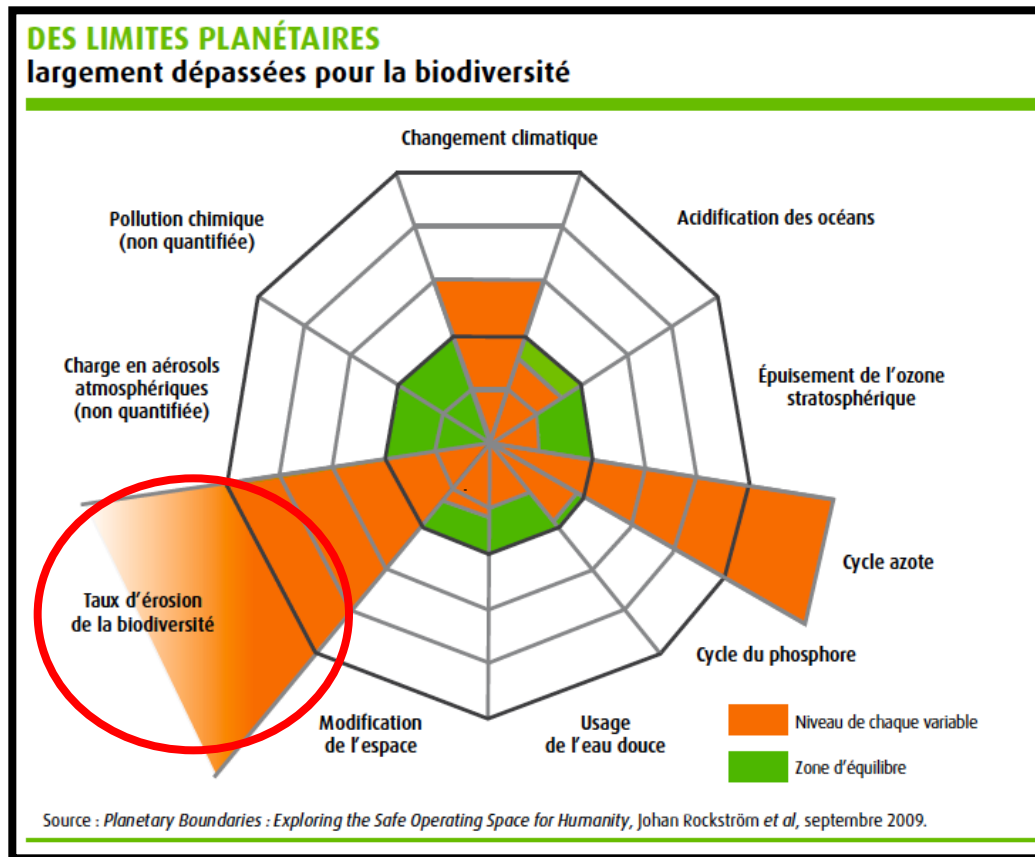 DES LIMITES PLANÉTAIRES
largement dépassées pour la biodiversité
Changement climatique
Pollution chimique
(non quantifiée)
Acidification des océans
Charge en aérosols
atmosphériques
(non quantifiée)
Épuisement de l'ozone
stratosphérique
Taux d'érosion
de la biodiversité
Cycle azote
Cycle du phosphore
Modification
de l'espace
Usage
de l'eau douce
Niveau de chaque variable
Zone d'équilibre
Source : Planetary Boundaries : Exploring the Safe Operating Space for Humanity, Johan Rockström et al, septembre 2009.